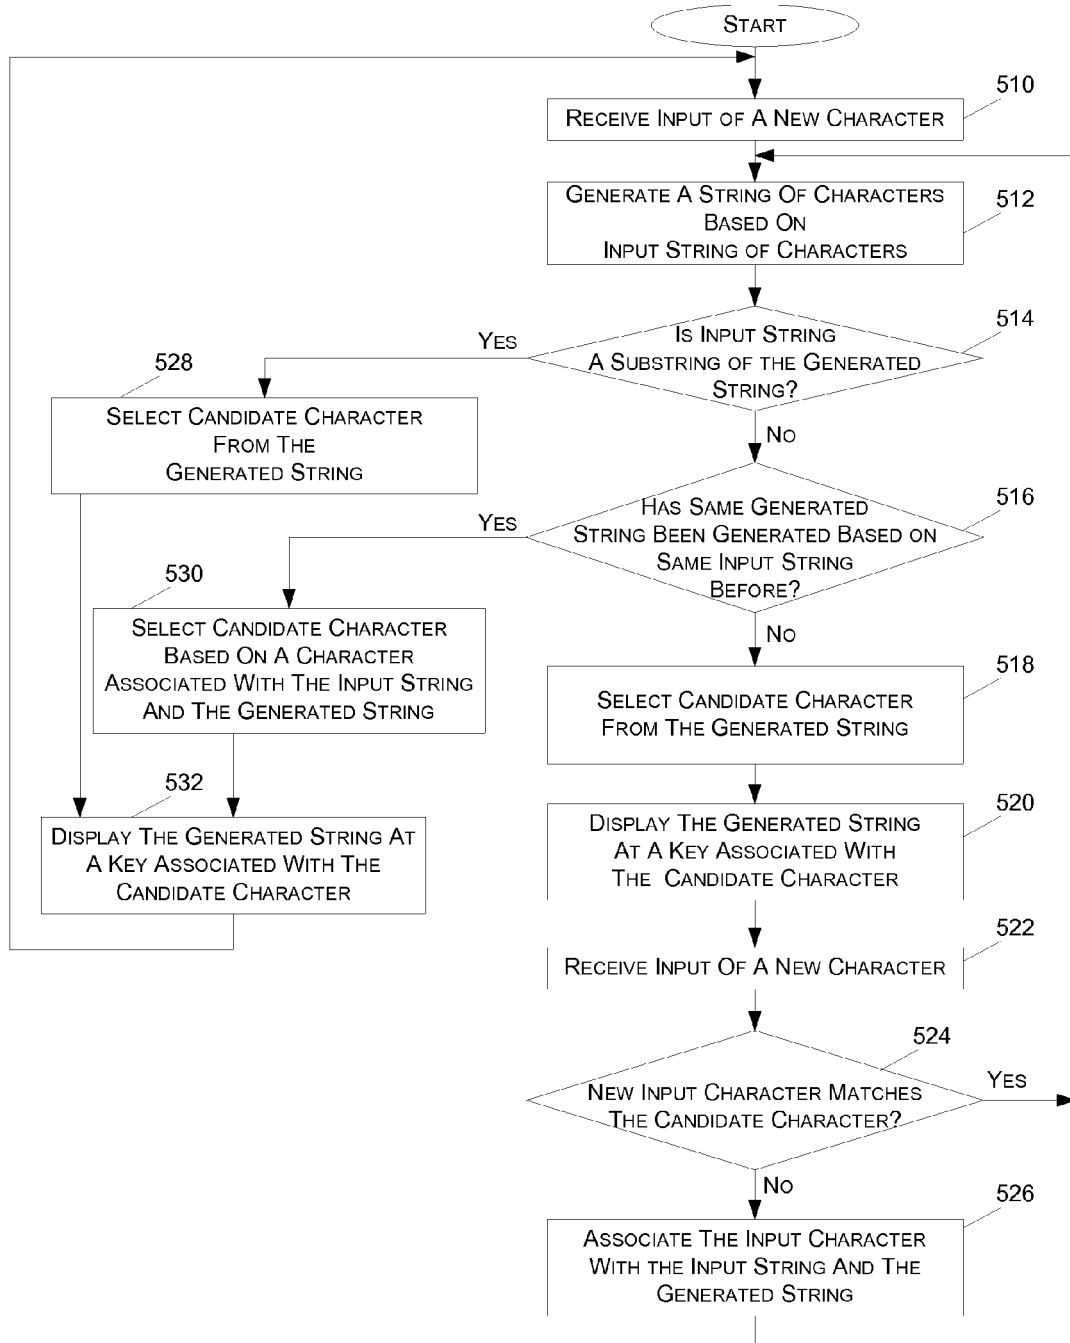 START
510
RECEIVE INPUT OF A NEW CHARACTER
GENERATE A STRING OF CHARACTERS
BASED ON
INPUT STRING OF CHARACTERS
512
IS INPUT STRING
A SUBSTRING OF THE GENERATED
STRING?
514
YES
NO
528
SELECT CANDIDATE CHARACTER
FROM THE
GENERATED STRING
HAS SAME GENERATED
STRING BEEN GENERATED BASED ON
SAME INPUT STRING
BEFORE?
516
YES
NO
530
SELECT CANDIDATE CHARACTER
BASED ON A CHARACTER
ASSOCIATED WITH THE INPUT STRING
AND THE GENERATED STRING
518
SELECT CANDIDATE CHARACTER
FROM THE GENERATED STRING
532
DISPLAY THE GENERATED STRING AT
A KEY ASSOCIATED WITH THE
CANDIDATE CHARACTER
520
DISPLAY THE GENERATED STRING
AT A KEY ASSOCIATED WITH
THE CANDIDATE CHARACTER
522
RECEIVE INPUT OF A NEW CHARACTER
524
NEW INPUT CHARACTER MATCHES
THE CANDIDATE CHARACTER?
YES
NO
526
ASSOCIATE THE INPUT CHARACTER
WITH THE INPUT STRING AND THE
GENERATED STRING